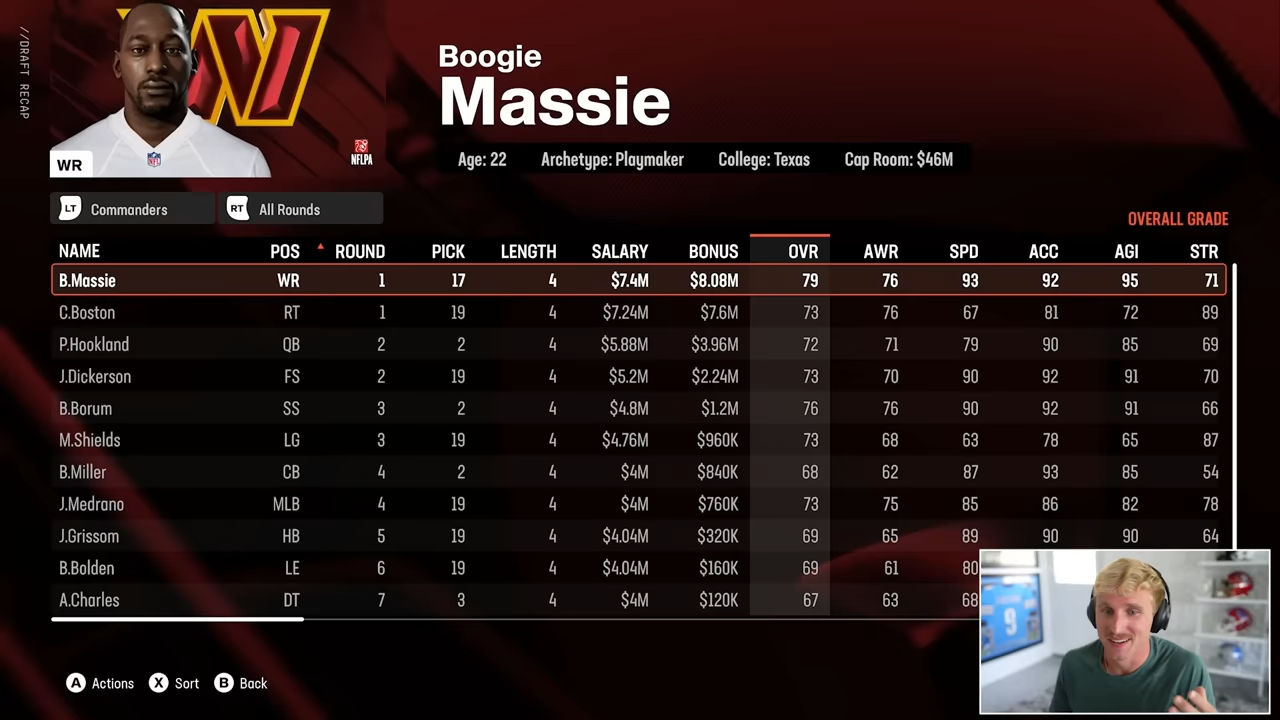 //DRAFT RECAP
Boogie
Massie
WR
NFL
NFLPA
Age: 22 Archetype: Playmaker College: Texas Cap Room: $46M
LT Commanders RT All Rounds
OVERALL GRADE
NAME POS ROUND PICK LENGTH SALARY BONUS OVR AWR SPD ACC AGI STR
B.Massie WR 1 17 4 $7.4M $8.08M 79 76 93 92 95 71
C.Boston RT 1 19 4 $7.24M $7.6M 73 76 67 81 72 89
P.Hookland QB 2 2 4 $5.88M $3.96M 72 71 79 90 85 69
J.Dickerson FS 2 19 4 $5.2M $2.24M 73 70 90 92 91 70
B.Borum SS 3 2 4 $4.8M $1.2M 76 76 90 92 91 66
M.Shields LG 3 19 4 $4.76M $960K 73 68 63 78 65 87
B.Miller CB 4 2 4 $4M $840K 68 62 87 93 85 54
J.Medrano MLB 4 19 4 $4M $760K 73 75 85 86 82 78
J.Grissom HB 5 19 4 $4.04M $320K 69 65 89 90 90 64
B.Bolden LE 6 19 4 $4.04M $160K 69 61 80
A.Charles DT 7 3 4 $4M $120K 67 63 68
9
A Actions X Sort B Back